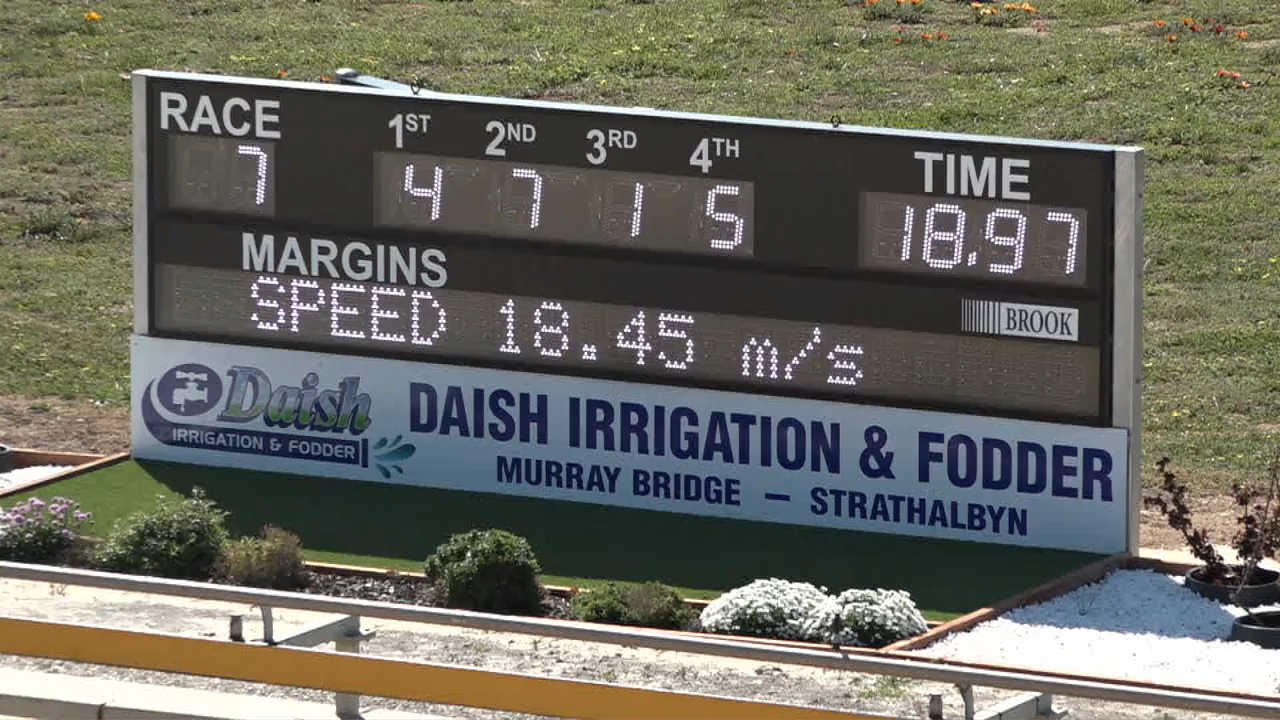 RACE 1ST 2ND 3RD 4TH TIME
7 4 7 1 5 18.97
MARGINS
SPEED 18.45 m/s
BROOK
Daish
IRRIGATION & FODDER
DAISH IRRIGATION & FODDER
MURRAY BRIDGE – STRATHALBYN